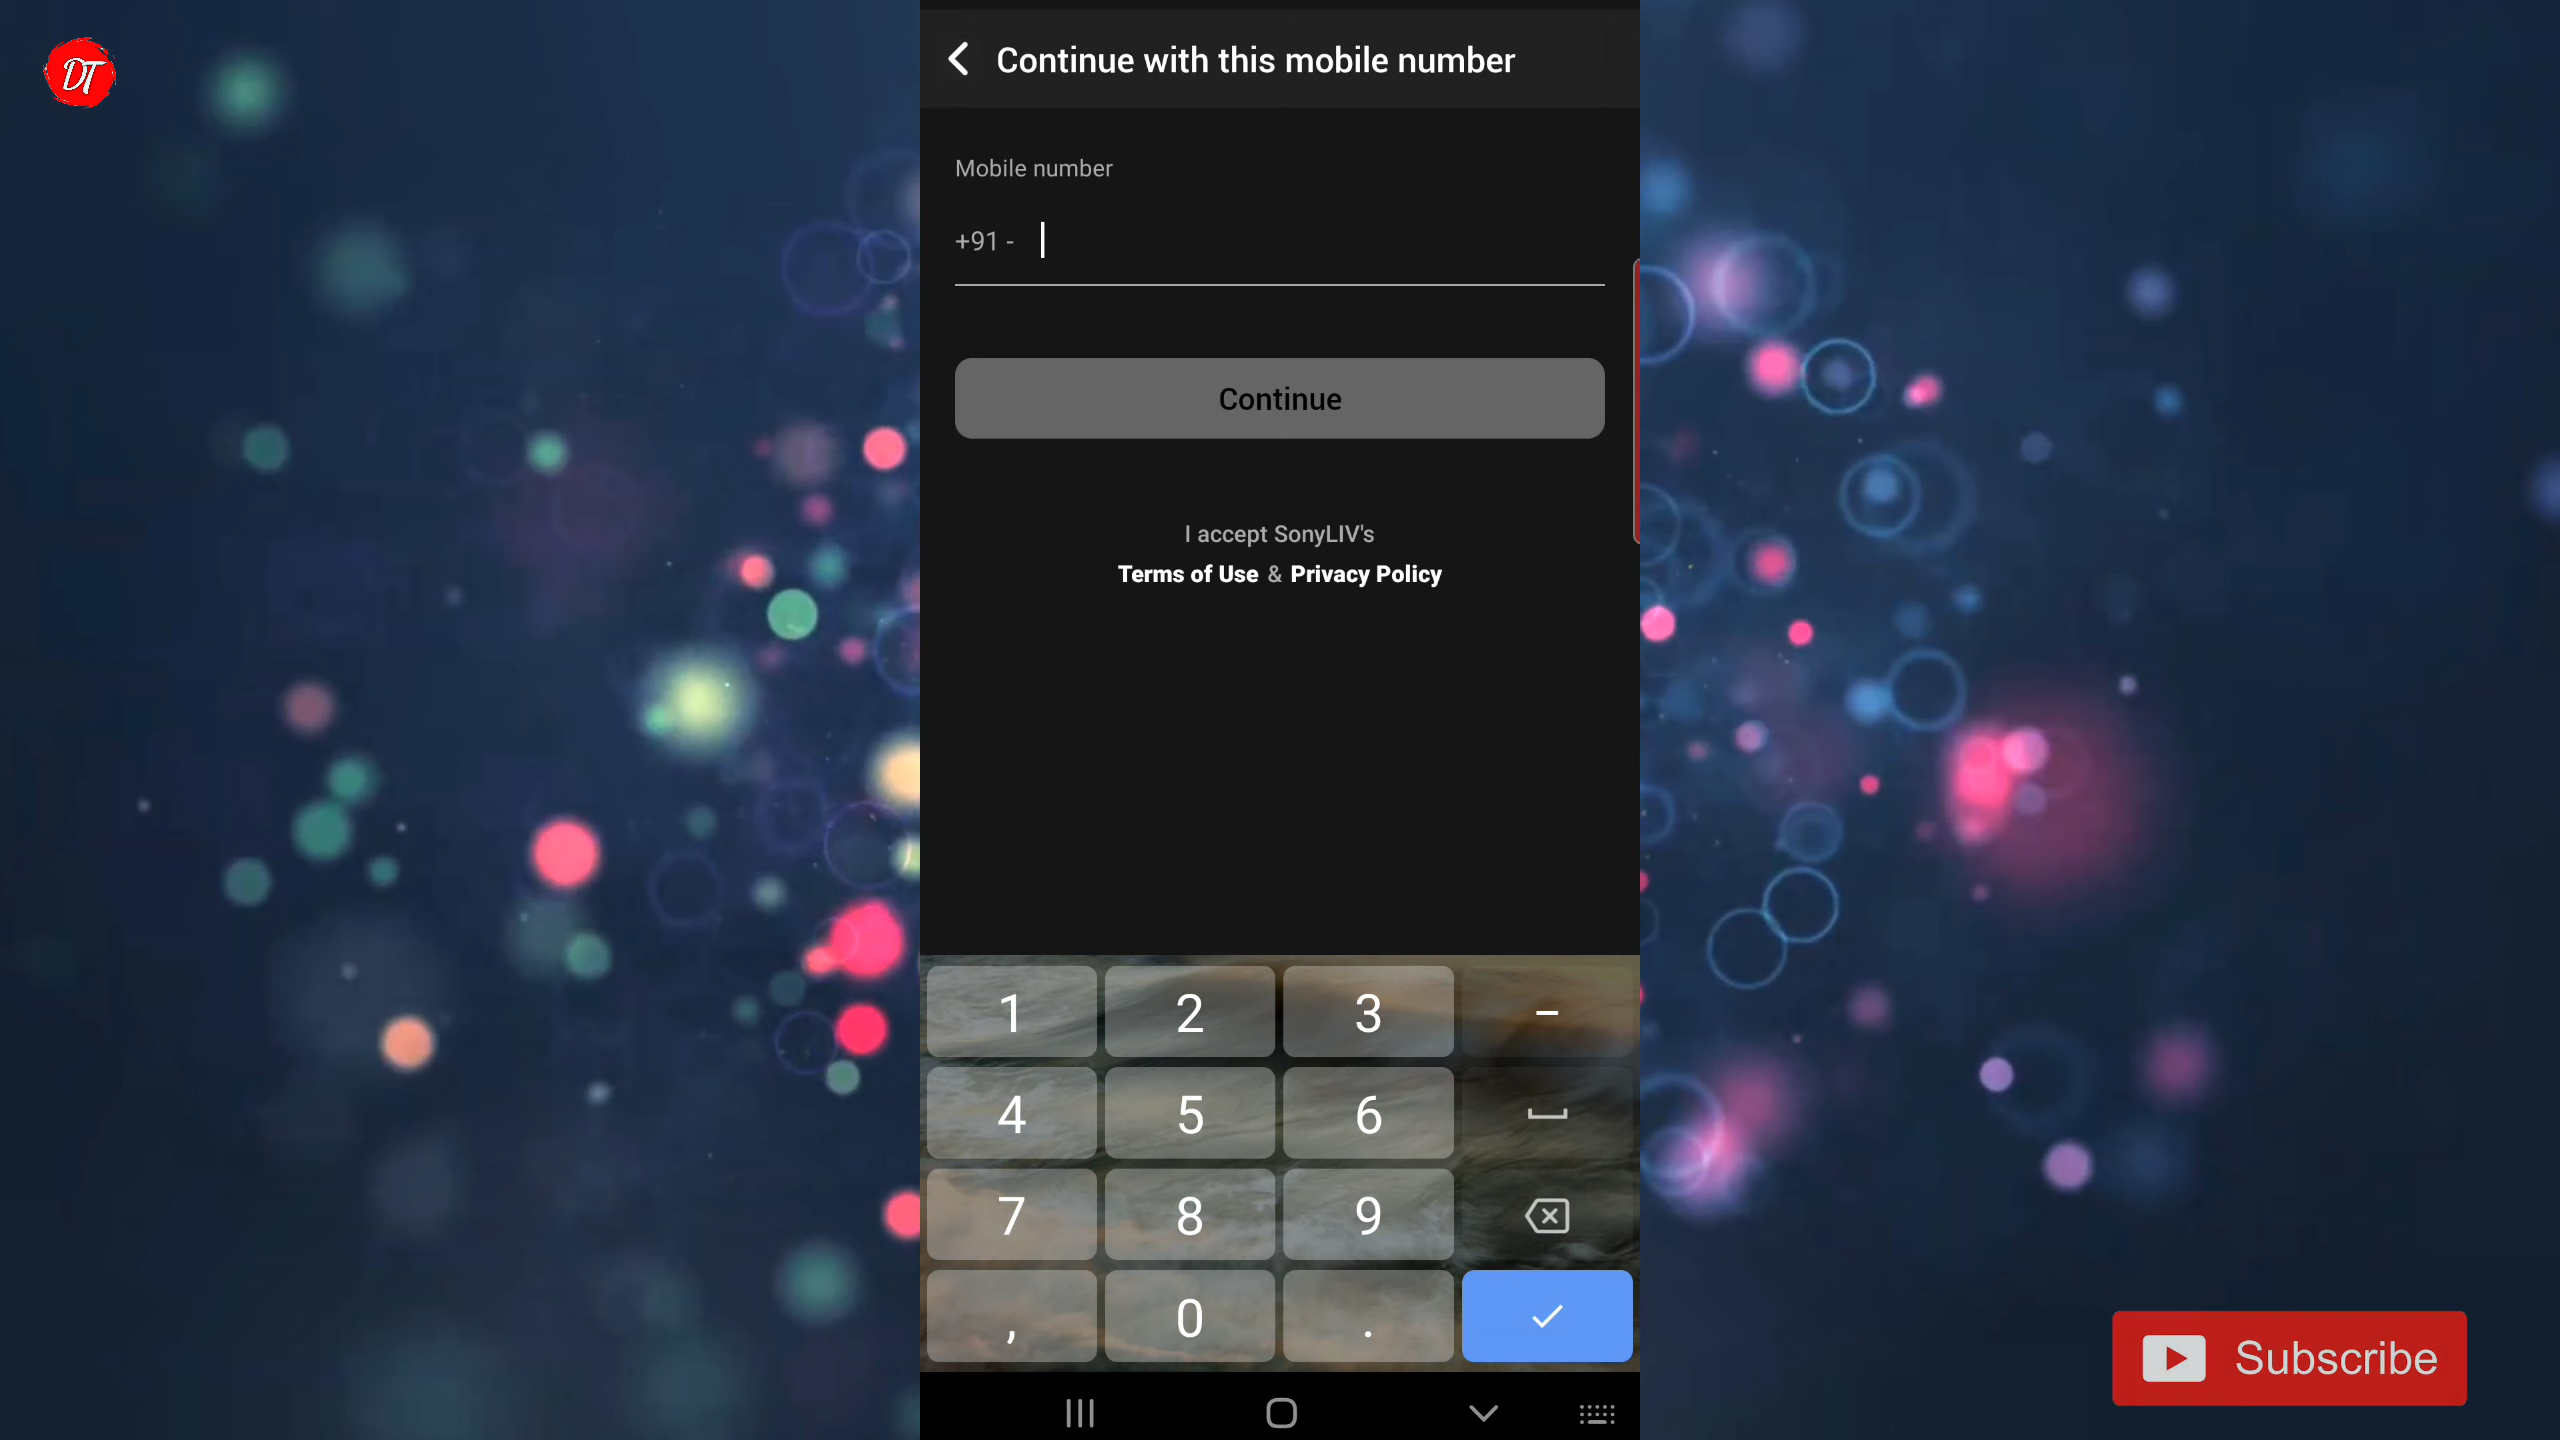 DT
Continue with this mobile number
Mobile number
+91 -
Continue
I accept SonyLIV's
Terms of Use & Privacy Policy
1 2 3 -
4 5 6
7 8 9
, 0 .
Subscribe